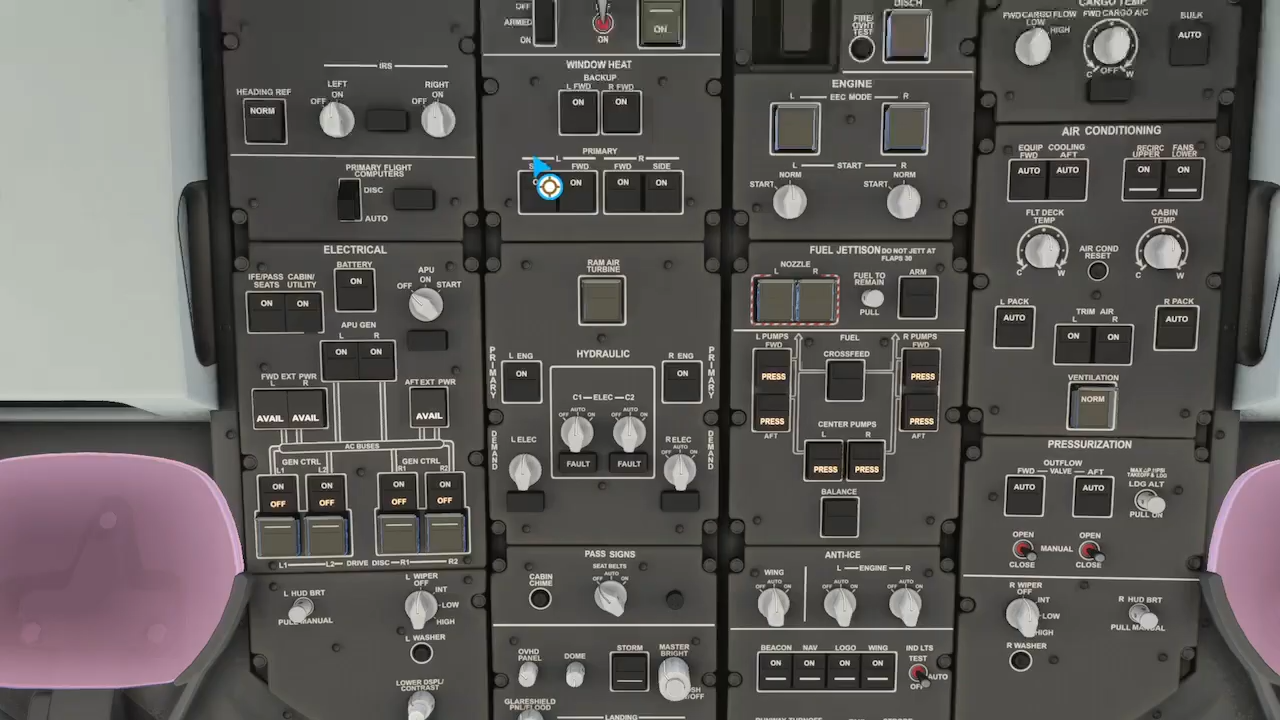 IRS
LEFT
ON
OFF
RIGHT
ON
OFF
HEADING REF
NORM
PRIMARY FLIGHT
COMPUTERS
DISC
AUTO
ELECTRICAL
IFE/PASS
SEATS
CABIN/
UTILITY
BATTERY
ON
ON
ON
APU
OFF
ON
START
APU GEN
L
R
ON
ON
FWD EXT PWR
L
R
AVAIL
AVAIL
AFT EXT PWR
AVAIL
AC BUSES
GEN CTRL
L1
L2
GEN CTRL
R1
R2
ON
OFF
ON
OFF
ON
OFF
ON
OFF
L1
L2
DRIVE DISC
R1
R2
L HUD BRT
PULL MANUAL
L WIPER
OFF
INT
LOW
HIGH
L WASHER
LOWER DSPL/
CONTRAST
OFF
ARMED
ON
ON
ON
WINDOW HEAT
BACKUP
L FWD
R FWD
ON
ON
PRIMARY
L
R
FWD
FWD
SIDE
ON
ON
ON
RAM AIR
TURBINE
HYDRAULIC
PRIMARY
L ENG
ON
R ENG
ON
PRIMARY
C1
ELEC
C2
OFF
AUTO
ON
OFF
AUTO
ON
FAULT
FAULT
DEMAND
L ELEC
R ELEC
OFF
AUTO
ON
DEMAND
PASS SIGNS
CABIN
CHIME
SEAT BELTS
OFF
AUTO
ON
OVHD
PANEL
DOME
STORM
MASTER
BRIGHT
GLARESHIELD
PNL/FLOOD
LANDING
FIRE/
OVHT
TEST
DISCH
ENGINE
L
EEC MODE
R
L
START
R
START
NORM
START
NORM
FUEL JETTISON
DO NOT JETT AT
FLAPS 30
NOZZLE
L
R
FUEL TO
REMAIN
PULL
ARM
L PUMPS
FWD
FUEL
R PUMPS
FWD
CROSSFEED
PRESS
PRESS
PRESS
PRESS
AFT
AFT
CENTER PUMPS
L
R
PRESS
PRESS
BALANCE
ANTI-ICE
WING
L
ENGINE
R
OFF
AUTO
ON
OFF
AUTO
ON
OFF
AUTO
ON
BEACON
NAV
LOGO
WING
ON
ON
ON
ON
IND LTS
TEST
AUTO
CARGO TEMP
FWD CARGO FLOW
LOW
HIGH
FWD CARGO A/C
C
OFF
W
BULK
AUTO
AIR CONDITIONING
EQUIP
FWD
COOLING
AFT
AUTO
AUTO
RECIRC
UPPER
FANS
LOWER
ON
ON
FLT DECK
TEMP
C
W
AIR COND
RESET
CABIN
TEMP
C
W
L PACK
AUTO
TRIM
AIR
L
R
ON
ON
R PACK
AUTO
VENTILATION
NORM
PRESSURIZATION
OUTFLOW
FWD
VALVE
AFT
AUTO
AUTO
LDG ALT
PULL ON
OPEN
CLOSE
MANUAL
OPEN
CLOSE
R WIPER
OFF
INT
LOW
HIGH
R WASHER
R HUD BRT
PULL MANUAL